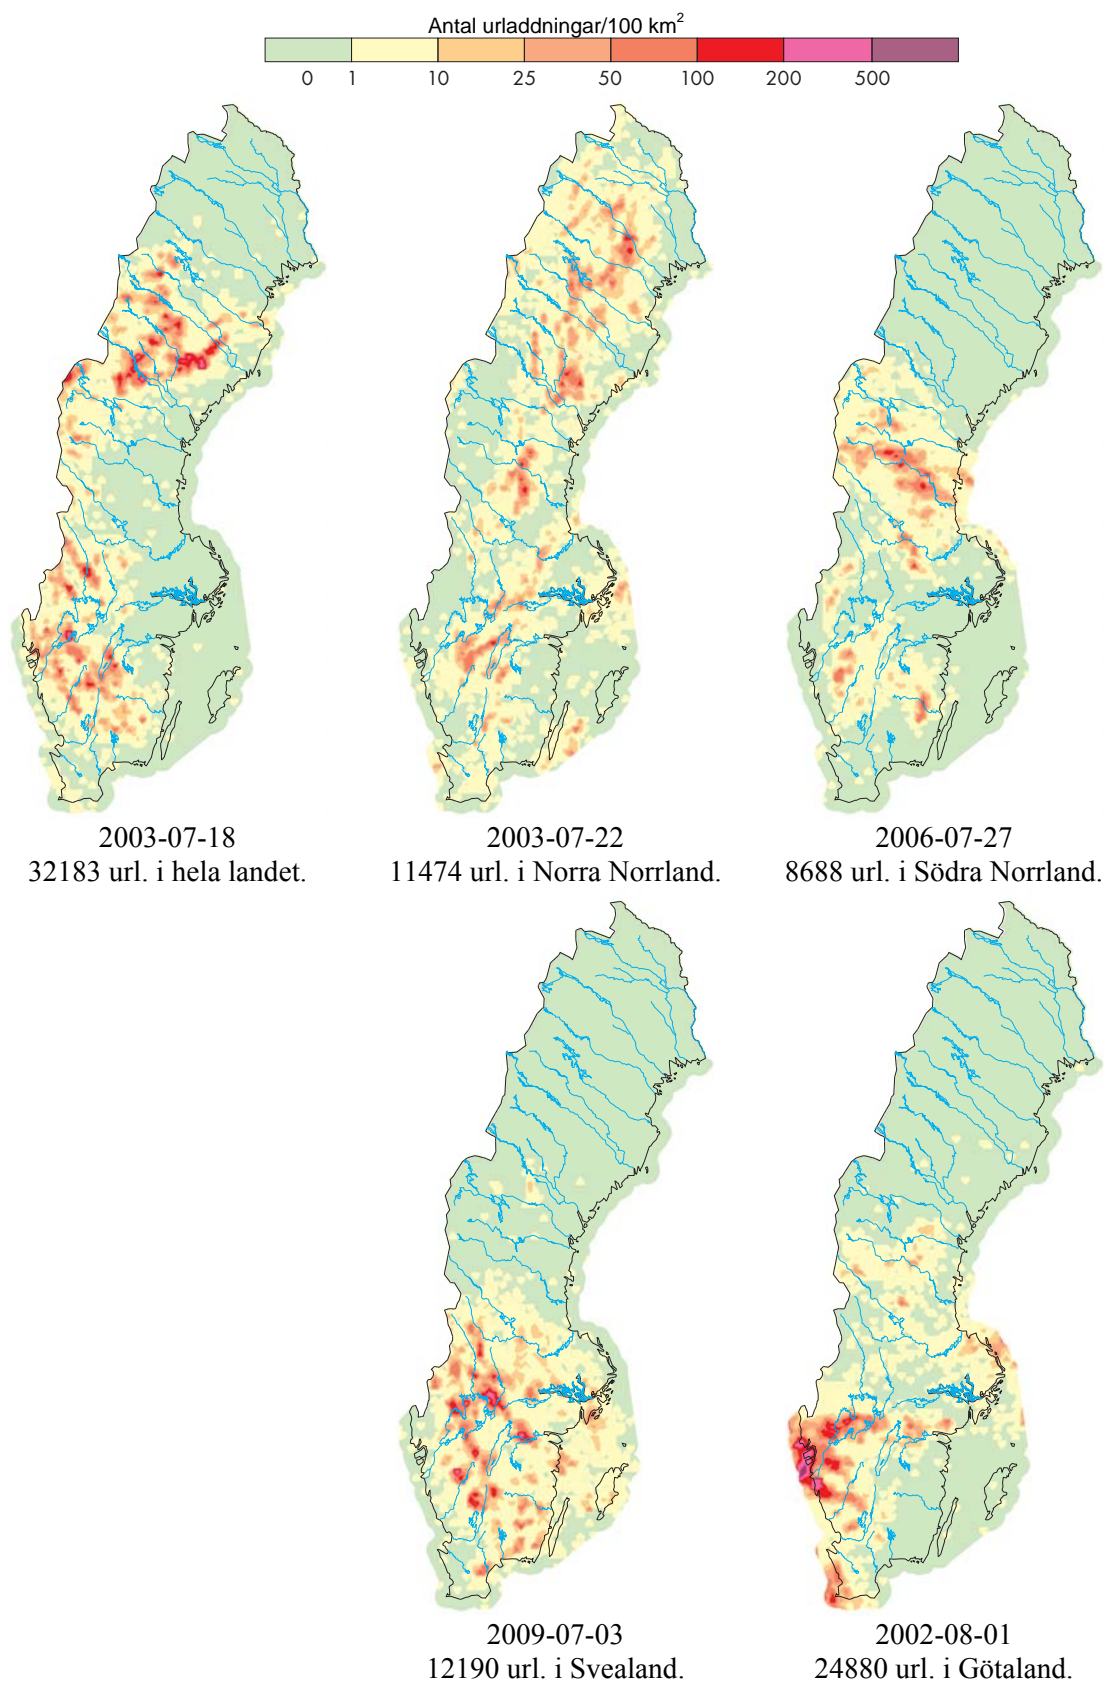 Antal urladdningar/100 km²
0 1 10 25 50 100 200 500
2003-07-18
32183 url. i hela landet.
2003-07-22
11474 url. i Norra Norrland.
2006-07-27
8688 url. i Södra Norrland.
2009-07-03
12190 url. i Svealand.
2002-08-01
24880 url. i Götaland.